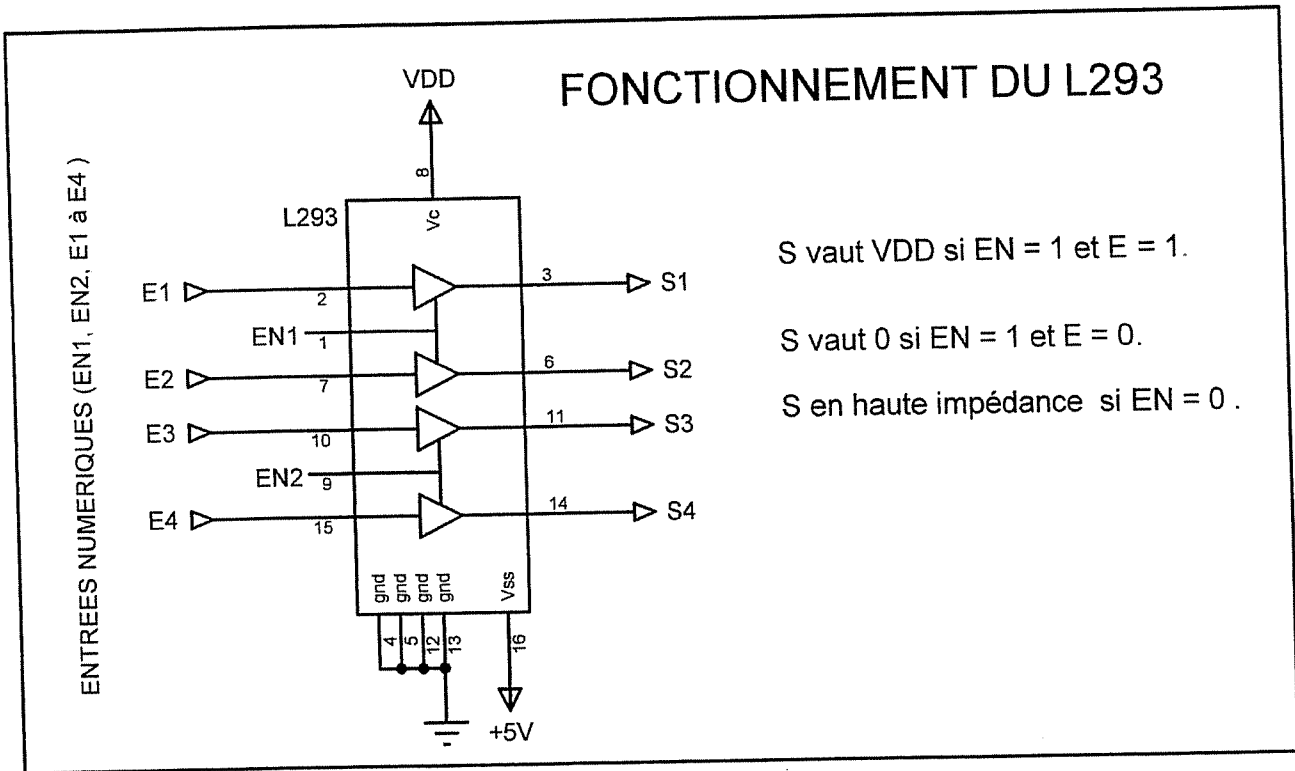 FONCTIONNEMENT DU L293
VDD
8
L293
Vc
ENTREES NUMERIQUES (EN1, EN2, E1 à E4 )
E1
2
3
S1
EN1
1
E2
7
6
S2
E3
10
11
S3
EN2
9
E4
15
14
S4
gnd
gnd
gnd
gnd
Vss
4
5
12
13
16
+5V
S vaut VDD si EN = 1 et E = 1.
S vaut 0 si EN = 1 et E = 0.
S en haute impédance si EN = 0 .